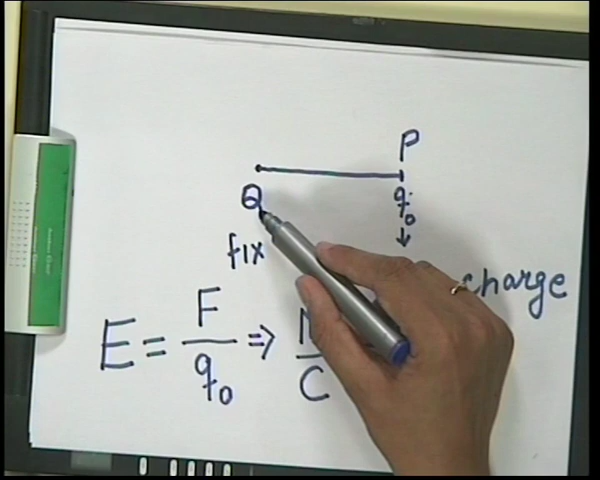 P
Q
q₀
fix
charge
E = F / q₀ ⇒ N / C